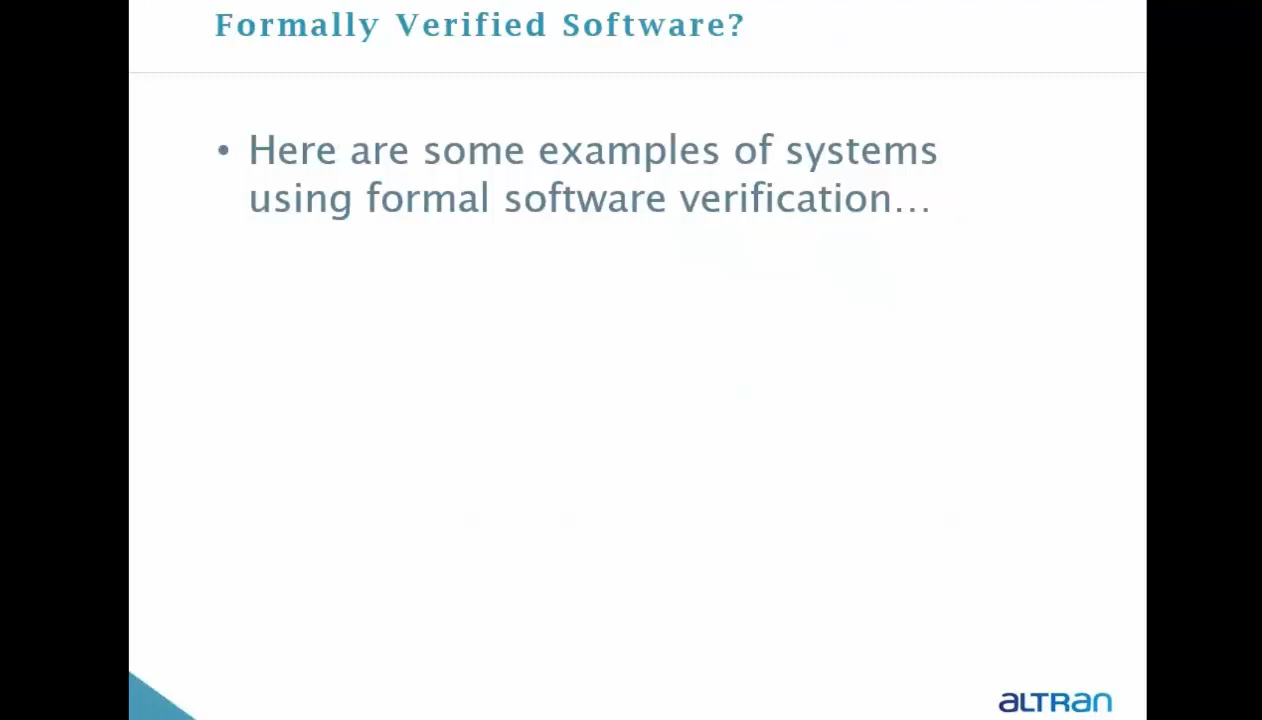 Formally Verified Software?
• Here are some examples of systems
using formal software verification...
ALTRAN